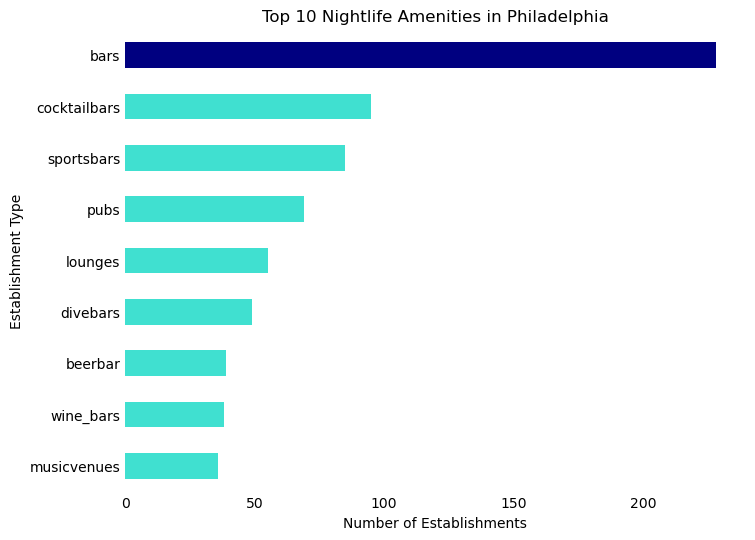 Top 10 Nightlife Amenities in Philadelphia
bars
cocktailbars
sportsbars
pubs
lounges
divebars
beerbar
wine_bars
musicvenues
Establishment Type
0 50 100 150 200
Number of Establishments